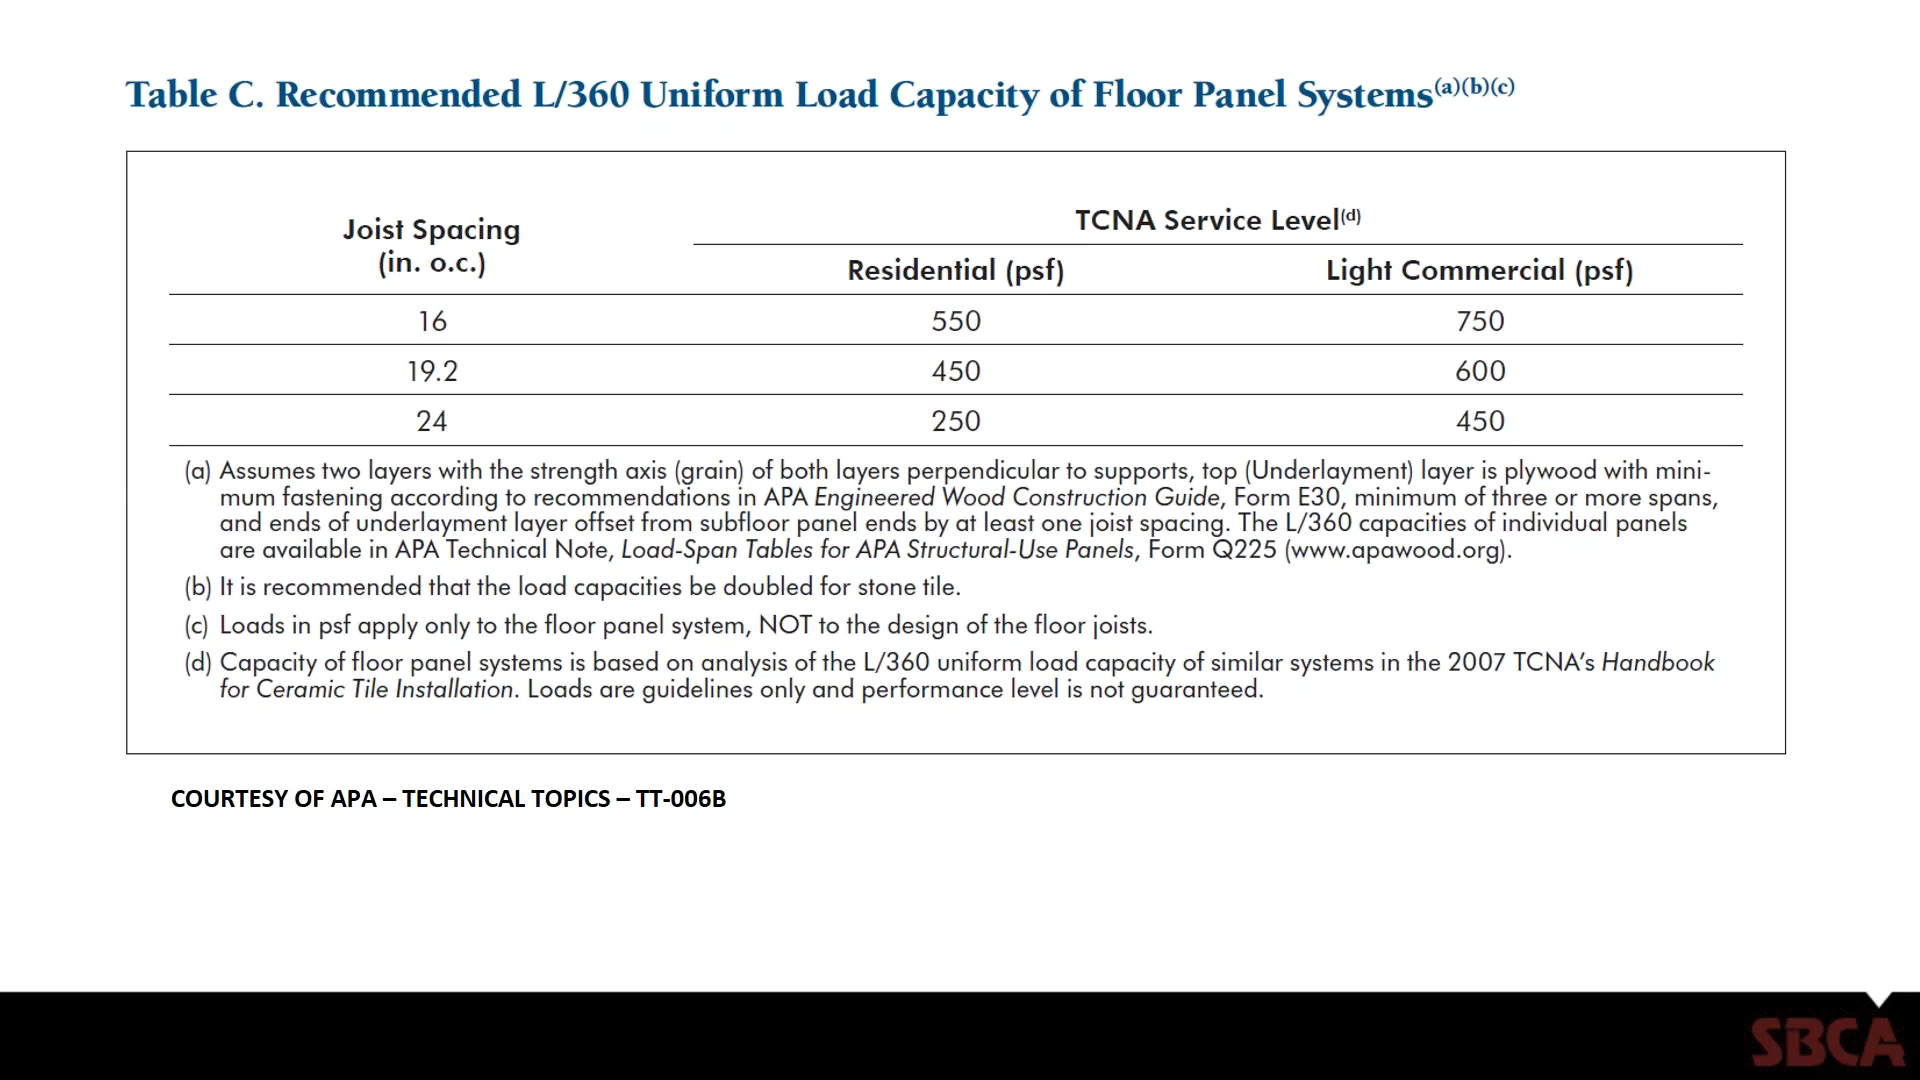 Table C. Recommended L/360 Uniform Load Capacity of Floor Panel Systems(a)(b)(c)
Joist Spacing
(in. o.c.)
TCNA Service Level(d)
Residential (psf)
Light Commercial (psf)
16 550 750
19.2 450 600
24 250 450
(a) Assumes two layers with the strength axis (grain) of both layers perpendicular to supports, top (Underlayment) layer is plywood with mini-
mum fastening according to recommendations in APA Engineered Wood Construction Guide, Form E30, minimum of three or more spans,
and ends of underlayment layer offset from subfloor panel ends by at least one joist spacing. The L/360 capacities of individual panels
are available in APA Technical Note, Load-Span Tables for APA Structural-Use Panels, Form Q225 (www.apawood.org).
(b) It is recommended that the load capacities be doubled for stone tile.
(c) Loads in psf apply only to the floor panel system, NOT to the design of the floor joists.
(d) Capacity of floor panel systems is based on analysis of the L/360 uniform load capacity of similar systems in the 2007 TCNA's Handbook
for Ceramic Tile Installation. Loads are guidelines only and performance level is not guaranteed.
COURTESY OF APA – TECHNICAL TOPICS – TT-006B
SBCA